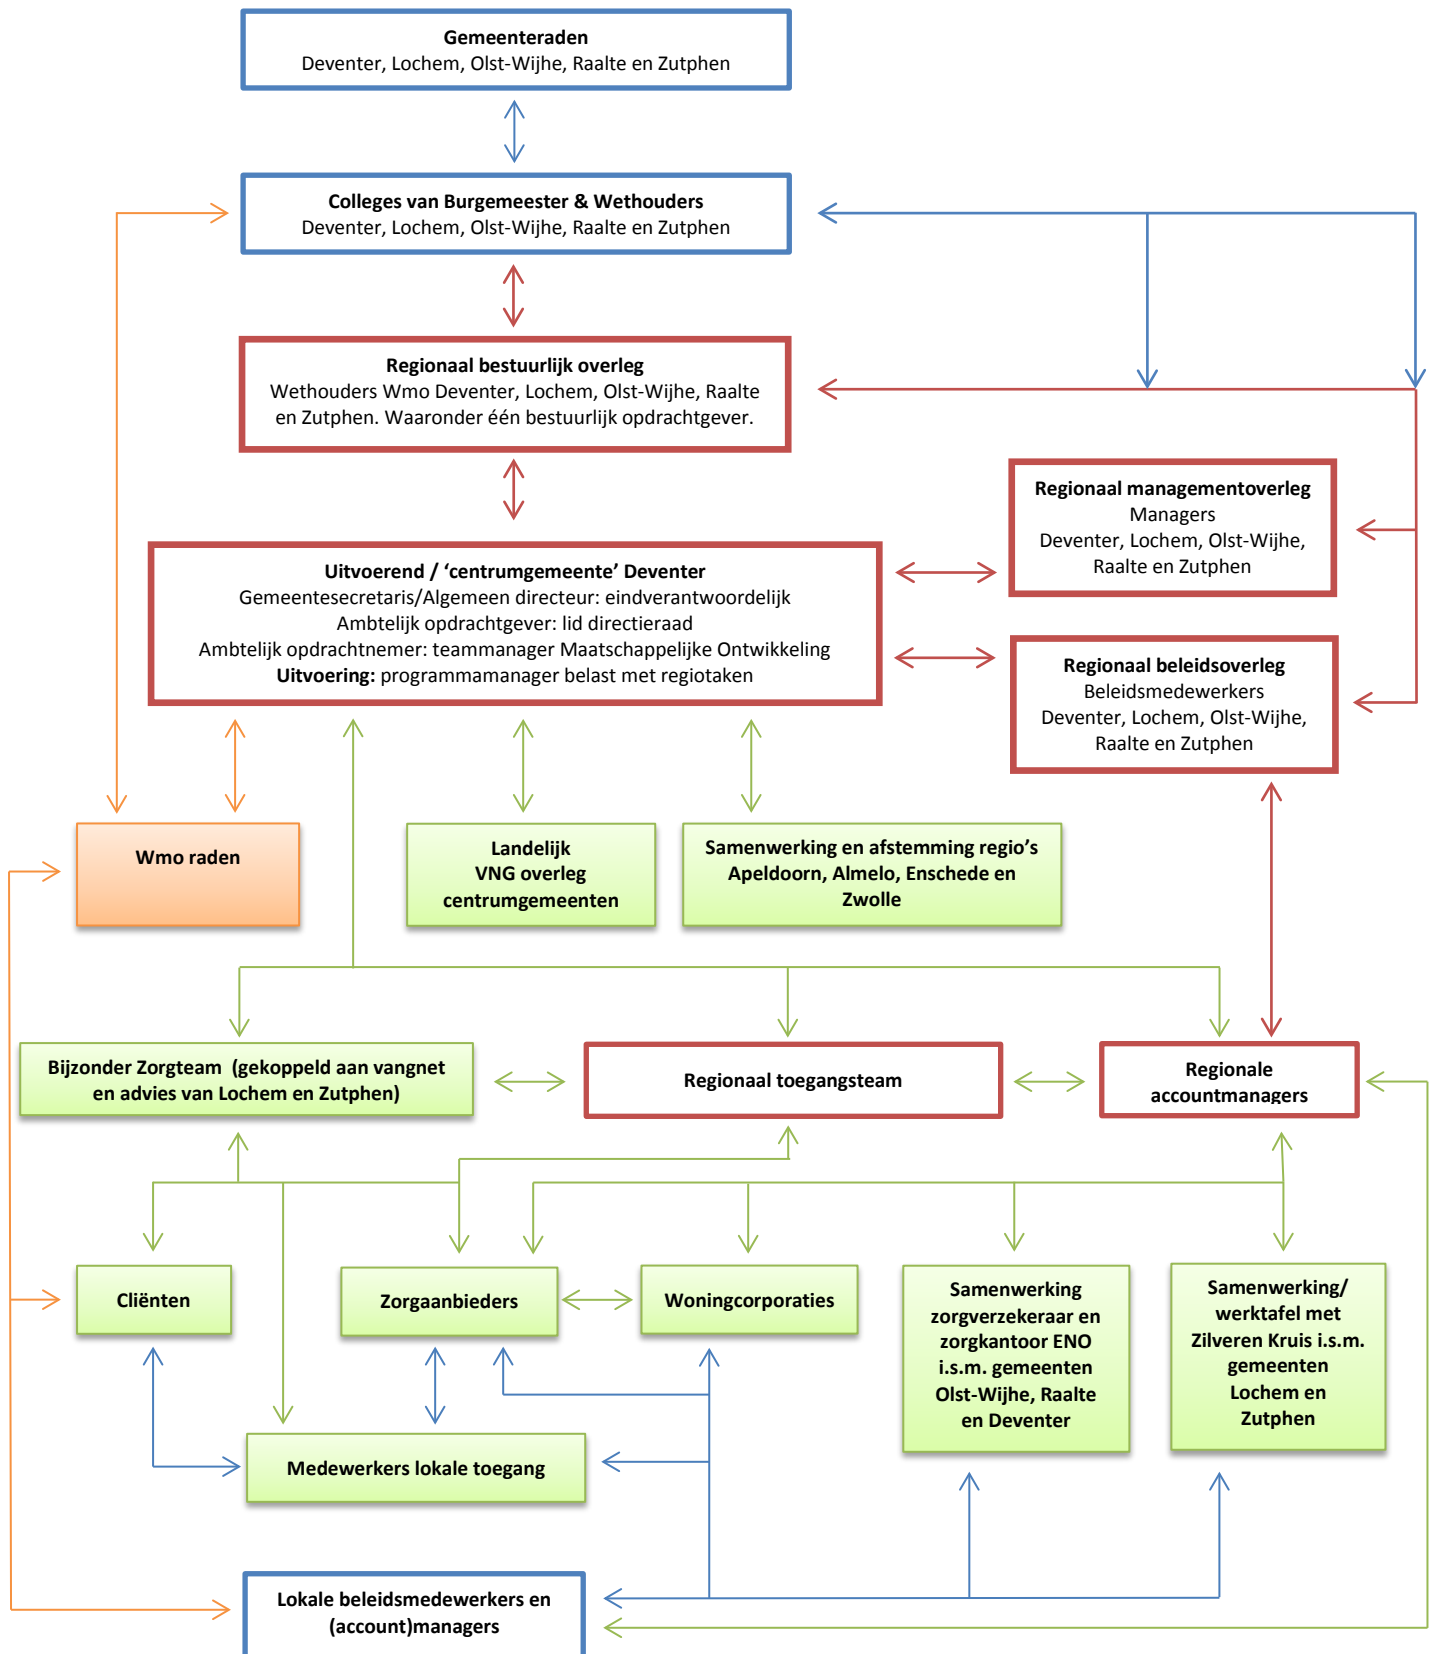 Gemeenteraden
Deventer, Lochem, Olst-Wijhe, Raalte en Zutphen
Colleges van Burgemeester & Wethouders
Deventer, Lochem, Olst-Wijhe, Raalte en Zutphen
Regionaal bestuurlijk overleg
Wethouders Wmo Deventer, Lochem, Olst-Wijhe, Raalte
en Zutphen. Waaronder één bestuurlijk opdrachtgever.
Regionaal managementoverleg
Managers
Deventer, Lochem, Olst-Wijhe,
Raalte en Zutphen
Uitvoerend / ‘centrumgemeente’ Deventer
Gemeentesecretaris/Algemeen directeur: eindverantwoordelijk
Ambtelijk opdrachtgever: lid directieraad
Ambtelijk opdrachtnemer: teammanager Maatschappelijke Ontwikkeling
Uitvoering: programmamanager belast met regiotaken
Regionaal beleidsoverleg
Beleidsmedewerkers
Deventer, Lochem, Olst-Wijhe,
Raalte en Zutphen
Wmo raden
Landelijk
VNG overleg
centrumgemeenten
Samenwerking en afstemming regio’s
Apeldoorn, Almelo, Enschede en
Zwolle
Bijzonder Zorgteam (gekoppeld aan vangnet
en advies van Lochem en Zutphen)
Regionaal toegangsteam
Regionale
accountmanagers
Cliënten
Zorgaanbieders
Woningcorporaties
Samenwerking
zorgverzekeraar en
zorgkantoor ENO
i.s.m. gemeenten
Olst-Wijhe, Raalte
en Deventer
Samenwerking/
werktafel met
Zilveren Kruis i.s.m.
gemeenten
Lochem en
Zutphen
Medewerkers lokale toegang
Lokale beleidsmedewerkers en
(account)managers